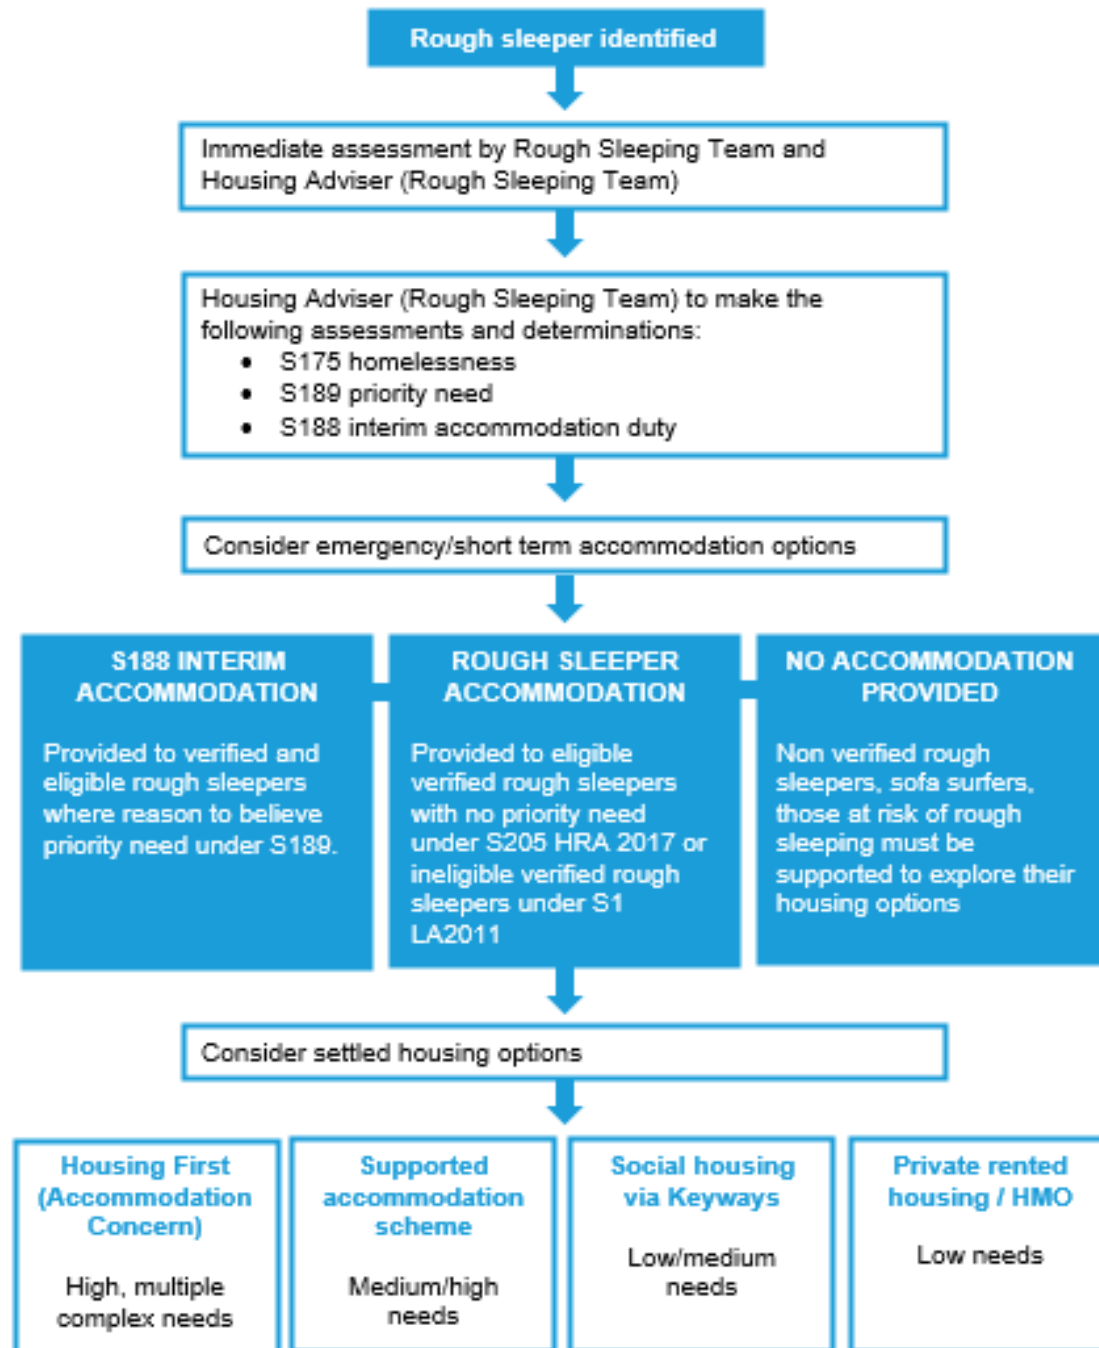 Rough sleeper identified
Immediate assessment by Rough Sleeping Team and
Housing Adviser (Rough Sleeping Team)
Housing Adviser (Rough Sleeping Team) to make the
following assessments and determinations:
• S175 homelessness
• S189 priority need
• S188 interim accommodation duty
Consider emergency/short term accommodation options
S188 INTERIM
ACCOMMODATION
Provided to verified and
eligible rough sleepers
where reason to believe
priority need under S189.
ROUGH SLEEPER
ACCOMMODATION
Provided to eligible
verified rough sleepers
with no priority need
under S205 HRA 2017 or
ineligible verified rough
sleepers under S1
LA2011
NO ACCOMMODATION
PROVIDED
Non verified rough
sleepers, sofa surfers,
those at risk of rough
sleeping must be
supported to explore their
housing options
Consider settled housing options
Housing First
(Accommodation
Concern)
High, multiple
complex needs
Supported
accommodation
scheme
Medium/high
needs
Social housing
via Keyways
Low/medium
needs
Private rented
housing / HMO
Low needs